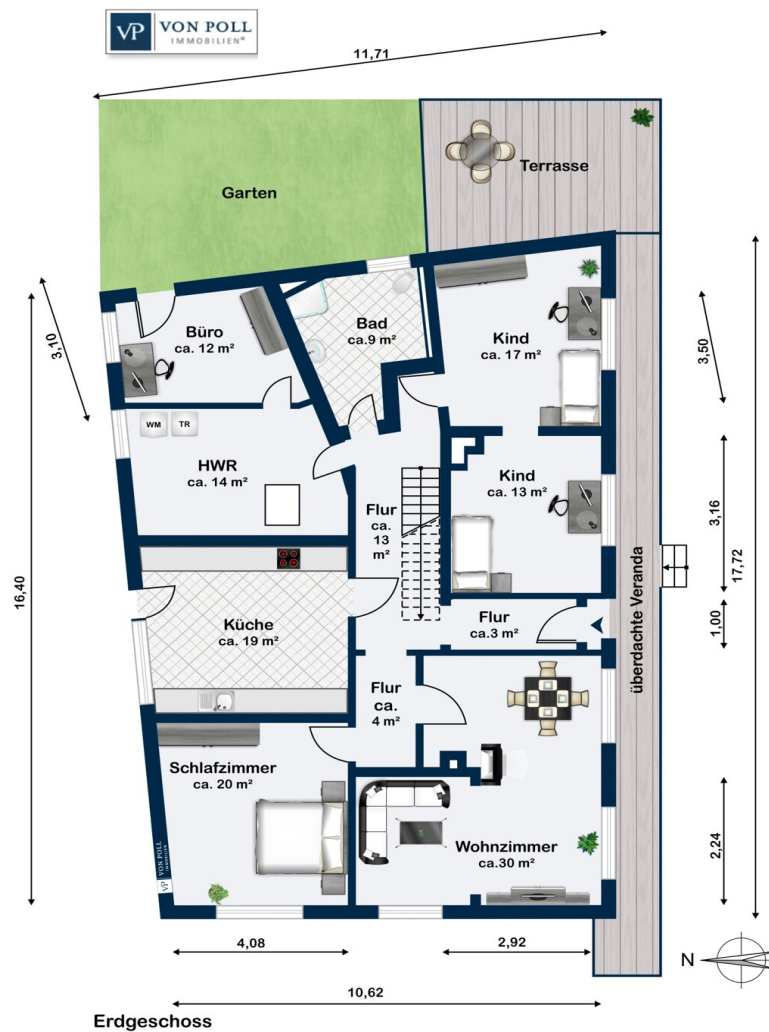 VP VON POLL
IMMOBILIEN®
11,71
Garten
Terrasse
3,10
Büro
ca. 12 m²
Bad
ca.9 m²
Kind
ca. 17 m²
3,50
WM
TR
HWR
ca. 14 m²
Flur
ca.
13
m²
Kind
ca. 13 m²
3,16
17,72
16,40
Küche
ca. 19 m²
Flur
ca.3 m²
1,00
überdachte Veranda
Flur
ca.
4 m²
Schlafzimmer
ca. 20 m²
Wohnzimmer
ca.30 m²
2,24
VP VON POLL
IMMOBILIEN
4,08
2,92
N
10,62
Erdgeschoss